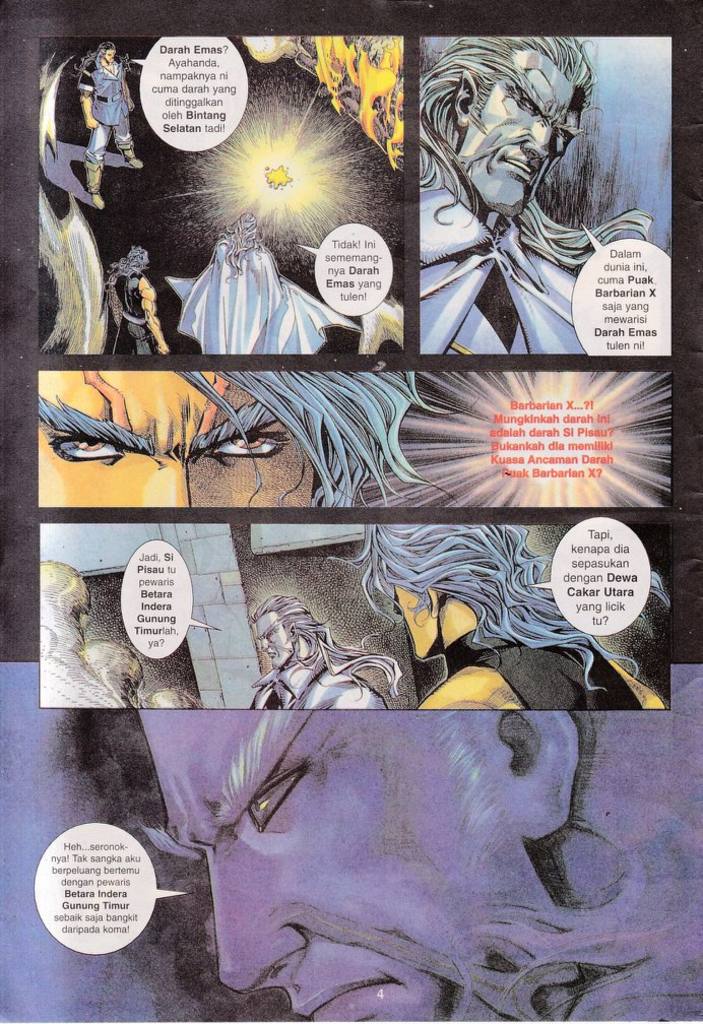 Darah Emas?
Ayahanda,
nampaknya ni
cuma darah yang
ditinggalkan
oleh Bintang
Selatan tadi!
Tidak! Ini
sememang-
nya Darah
Emas yang
tulen!
Dalam
dunia ini,
cuma Puak
Barbarian X
saja yang
mewarisi
Darah Emas
tulen ni!
Barbarian X...?!
Mungkinkah darah ini
adalah darah Si Pisau?
Bukankah dia memiliki
Kuasa Ancaman Darah
Puak Barbarian X?
Jadi, Si
Pisau tu
pewaris
Betara
Indera
Gunung
Timurlah,
ya?
Tapi,
kenapa dia
sepasukan
dengan Dewa
Cakar Utara
yang licik
tu?
Heh...seronok-
nya! Tak sangka aku
berpeluang bertemu
dengan pewaris
Betara Indera
Gunung Timur
sebaik saja bangkit
daripada koma!
4